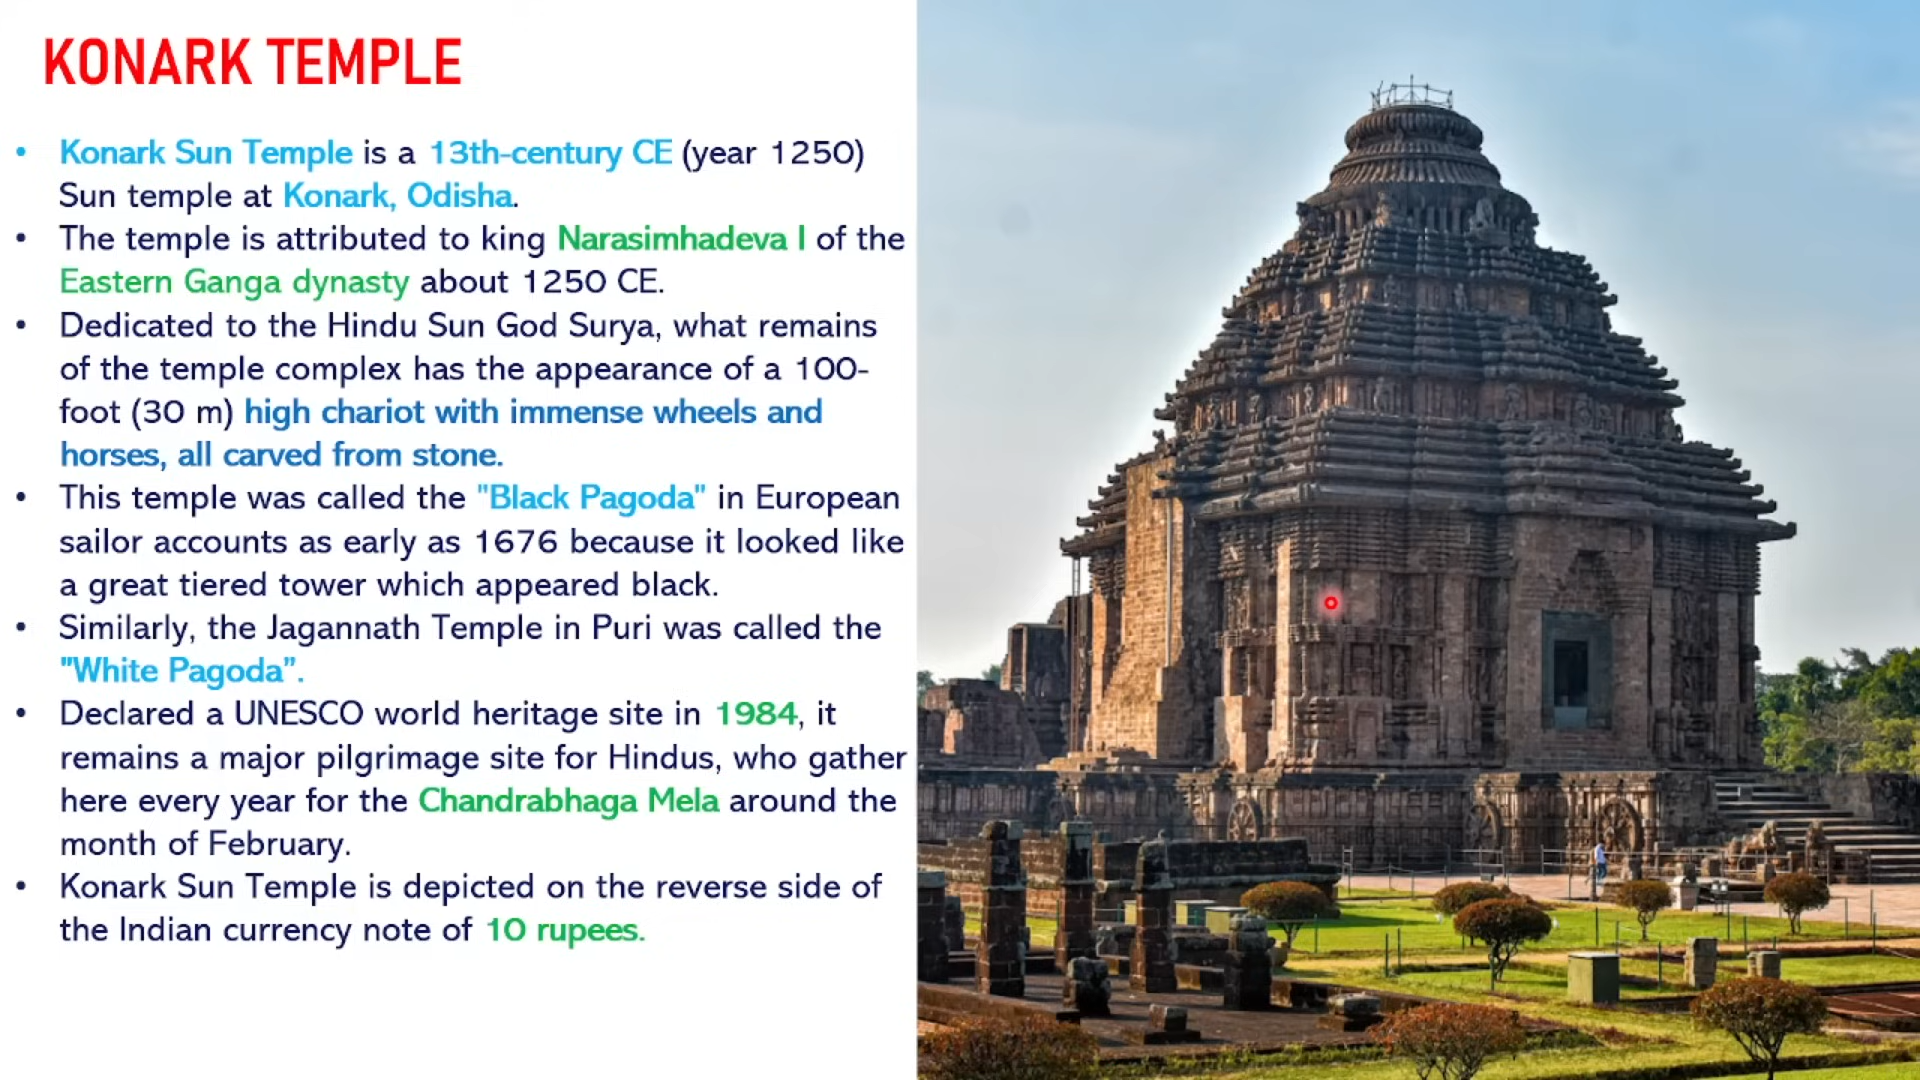 KONARK TEMPLE
• Konark Sun Temple is a 13th-century CE (year 1250)
Sun temple at Konark, Odisha.
• The temple is attributed to king Narasimhadeva I of the
Eastern Ganga dynasty about 1250 CE.
• Dedicated to the Hindu Sun God Surya, what remains
of the temple complex has the appearance of a 100-
foot (30 m) high chariot with immense wheels and
horses, all carved from stone.
• This temple was called the "Black Pagoda" in European
sailor accounts as early as 1676 because it looked like
a great tiered tower which appeared black.
• Similarly, the Jagannath Temple in Puri was called the
"White Pagoda”.
• Declared a UNESCO world heritage site in 1984, it
remains a major pilgrimage site for Hindus, who gather
here every year for the Chandrabhaga Mela around the
month of February.
• Konark Sun Temple is depicted on the reverse side of
the Indian currency note of 10 rupees.